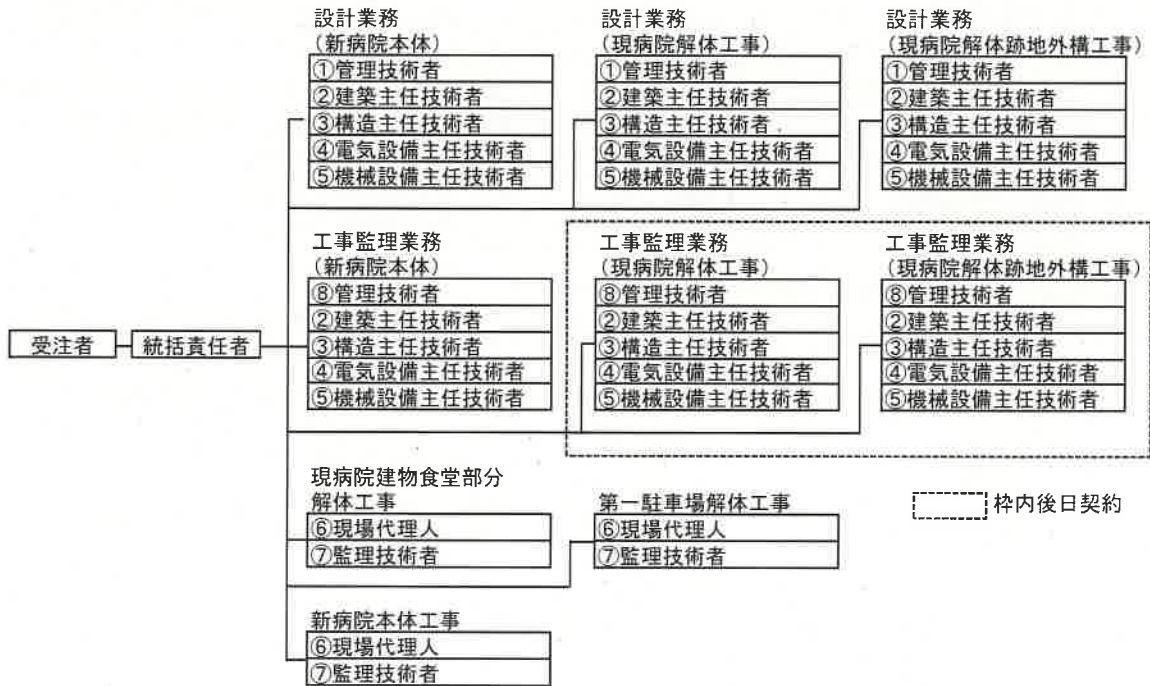 設計業務
(新病院本体)
①管理技術者
②建築主任技術者
③構造主任技術者
④電気設備主任技術者
⑤機械設備主任技術者
設計業務
(現病院解体工事)
①管理技術者
②建築主任技術者
③構造主任技術者
④電気設備主任技術者
⑤機械設備主任技術者
設計業務
(現病院解体跡地外構工事)
①管理技術者
②建築主任技術者
③構造主任技術者
④電気設備主任技術者
⑤機械設備主任技術者
受注者
統括責任者
工事監理業務
(新病院本体)
⑧管理技術者
②建築主任技術者
③構造主任技術者
④電気設備主任技術者
⑤機械設備主任技術者
工事監理業務
(現病院解体工事)
⑧管理技術者
②建築主任技術者
③構造主任技術者
④電気設備主任技術者
⑤機械設備主任技術者
工事監理業務
(現病院解体跡地外構工事)
⑧管理技術者
②建築主任技術者
③構造主任技術者
④電気設備主任技術者
⑤機械設備主任技術者
現病院建物食堂部分
解体工事
⑥現場代理人
⑦監理技術者
第一駐車場解体工事
⑥現場代理人
⑦監理技術者
枠内後日契約
新病院本体工事
⑥現場代理人
⑦監理技術者